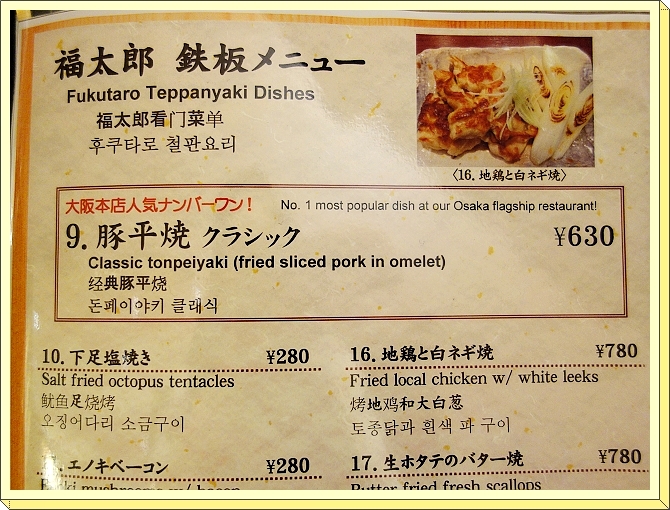 福太郎 鉄板メニュー
Fukutaro Teppanyaki Dishes
福太郎看门菜单
후쿠타로 철판요리
〈16. 地鶏と白ネギ焼〉
大阪本店人気ナンバーワン！ No. 1 most popular dish at our Osaka flagship restaurant!
9. 豚平焼 クラシック ¥630
Classic tonpeiyaki (fried sliced pork in omelet)
经典豚平烧
돈페이야키 클래식
10. 下足塩焼き ¥280
Salt fried octopus tentacles
鱿鱼足烧烤
오징어다리 소금구이
16. 地鶏と白ネギ焼 ¥780
Fried local chicken w/ white leeks
烤地鸡和大白葱
토종닭과 흰색 파 구이
エノキベーコン ¥280
mushrooms w/ bacon
17. 生ホタテのバター焼 ¥780
Butter fried fresh scallops